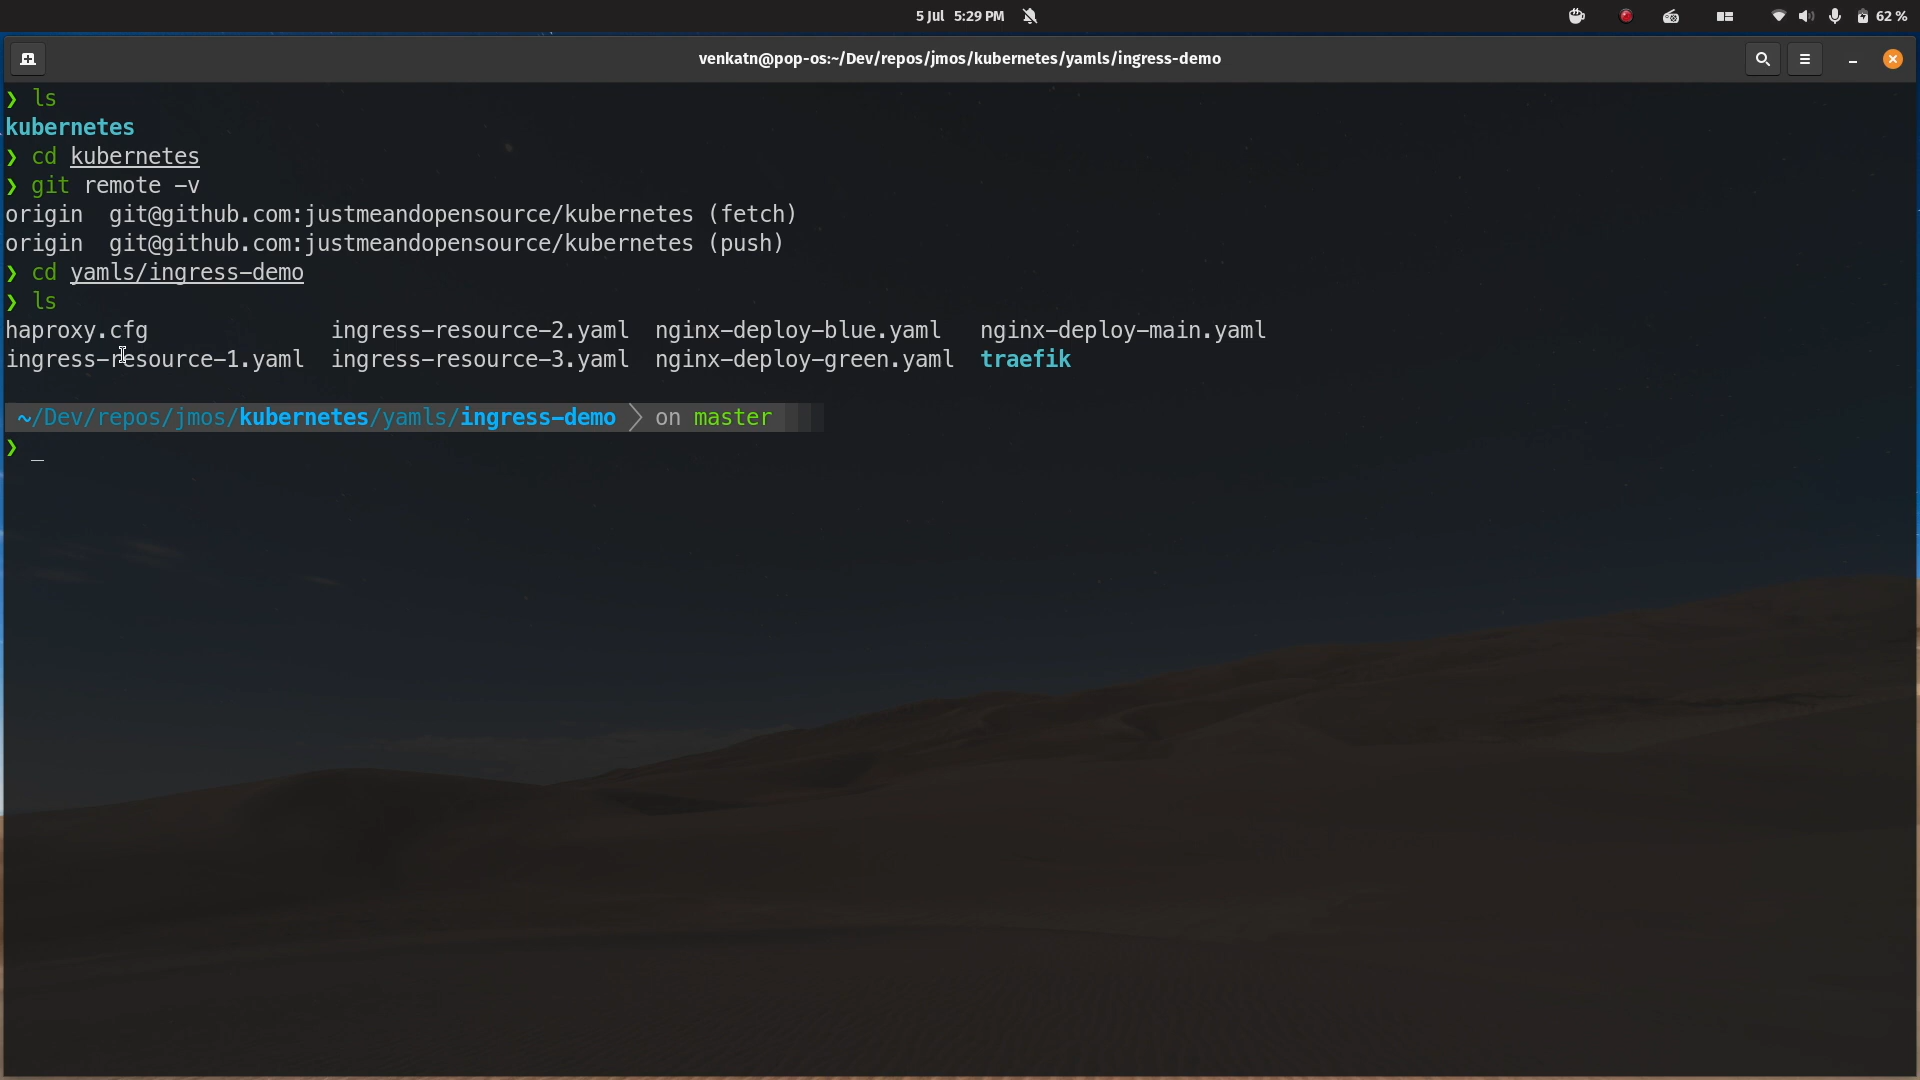 5 Jul 5:29 PM
62 %
venkatn@pop-os:~/Dev/repos/jmos/kubernetes/yamls/ingress-demo
❯ ls
kubernetes
❯ cd kubernetes
❯ git remote -v
origin  git@github.com:justmeandopensource/kubernetes (fetch)
origin  git@github.com:justmeandopensource/kubernetes (push)
❯ cd yamls/ingress-demo
❯ ls
haproxy.cfg ingress-resource-2.yaml nginx-deploy-blue.yaml nginx-deploy-main.yaml
ingress-resource-1.yaml ingress-resource-3.yaml nginx-deploy-green.yaml traefik
~/Dev/repos/jmos/kubernetes/yamls/ingress-demo on master
❯ _